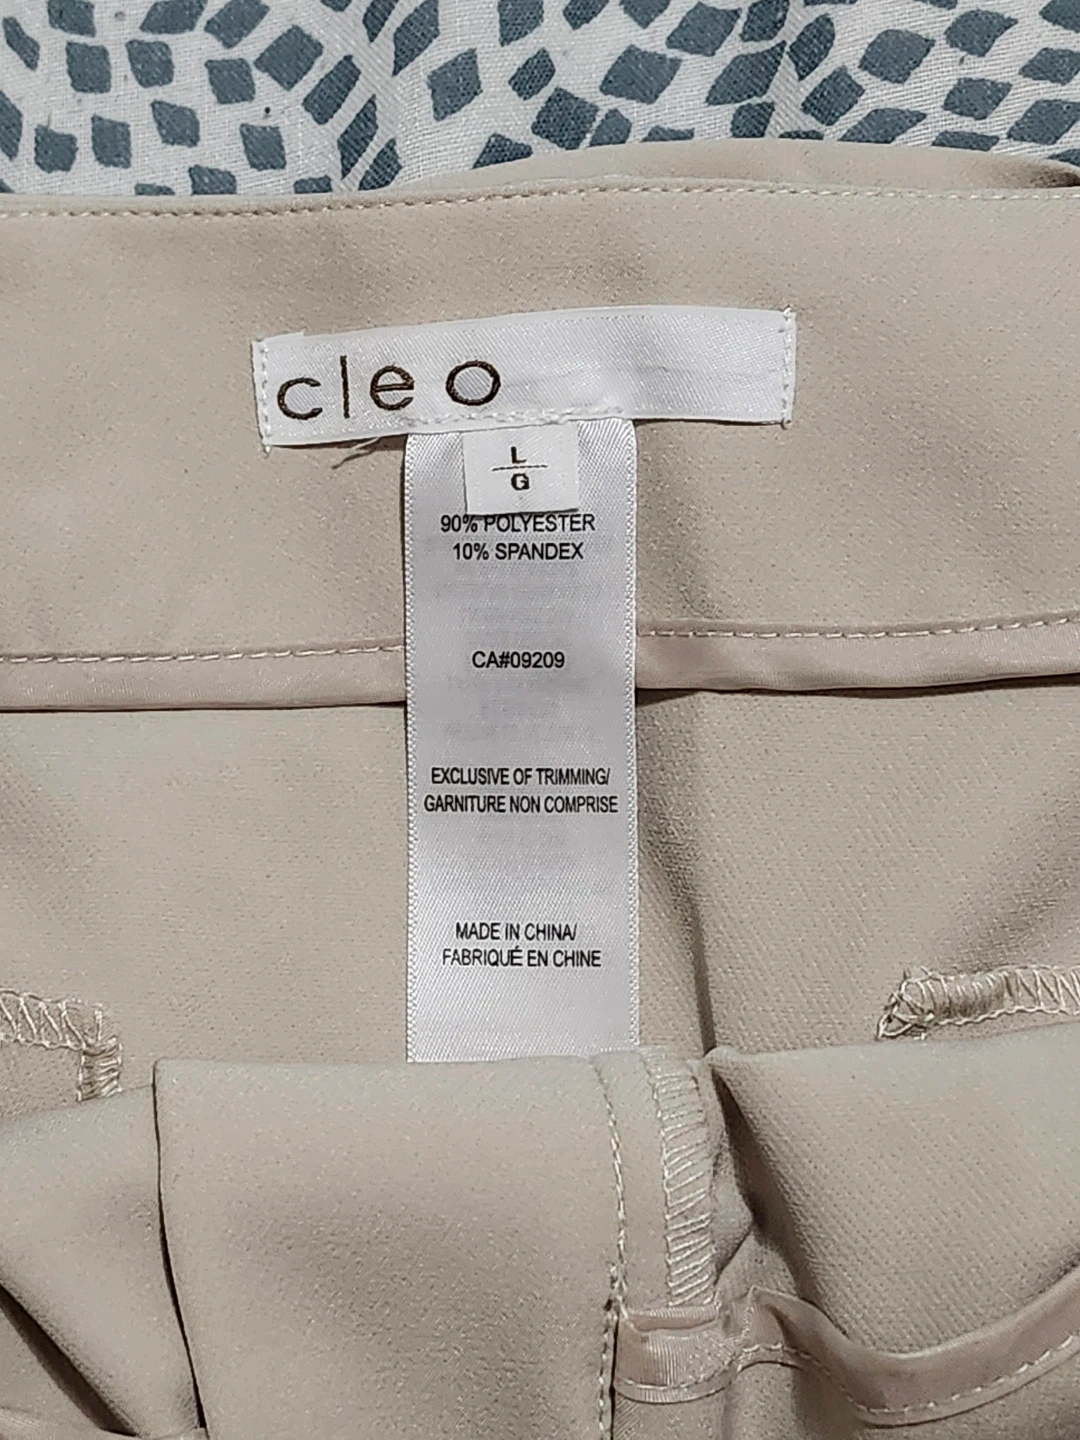 cleo
L
G
90% POLYESTER
10% SPANDEX
CA#09209
EXCLUSIVE OF TRIMMING/
GARNITURE NON COMPRISE
MADE IN CHINA/
FABRIQUÉ EN CHINE